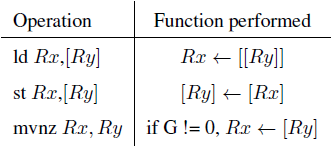 Operation Function performed
ld Rx,[Ry] Rx ← [[Ry]]
st Rx,[Ry] [Ry] ← [Rx]
mvnz Rx, Ry if G != 0, Rx ← [Ry]